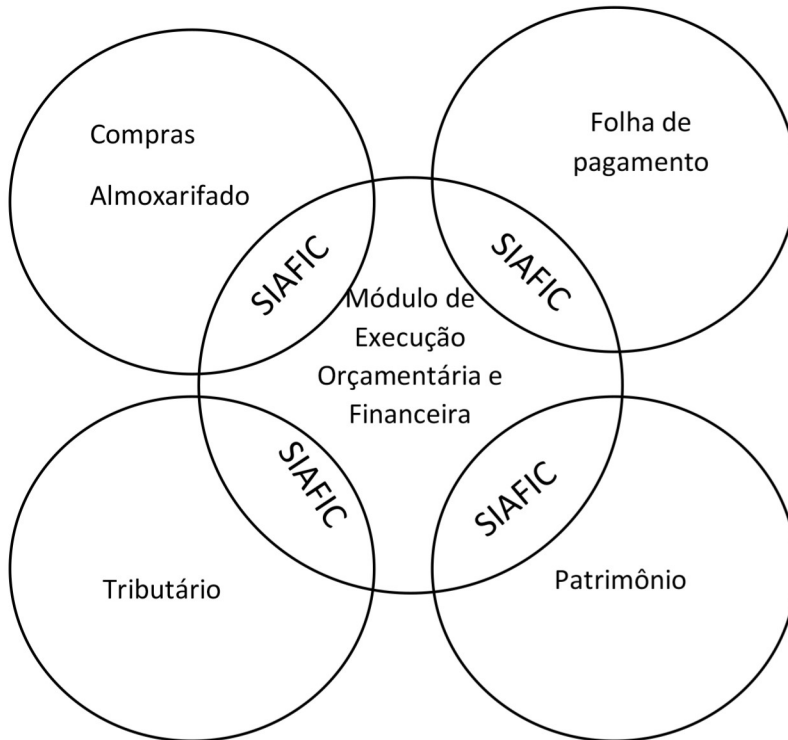 Compras
Almoxarifado
Folha de
pagamento
SIAFIC
SIAFIC
Módulo de
Execução
Orçamentária e
Financeira
SIAFIC
SIAFIC
Tributário
Patrimônio